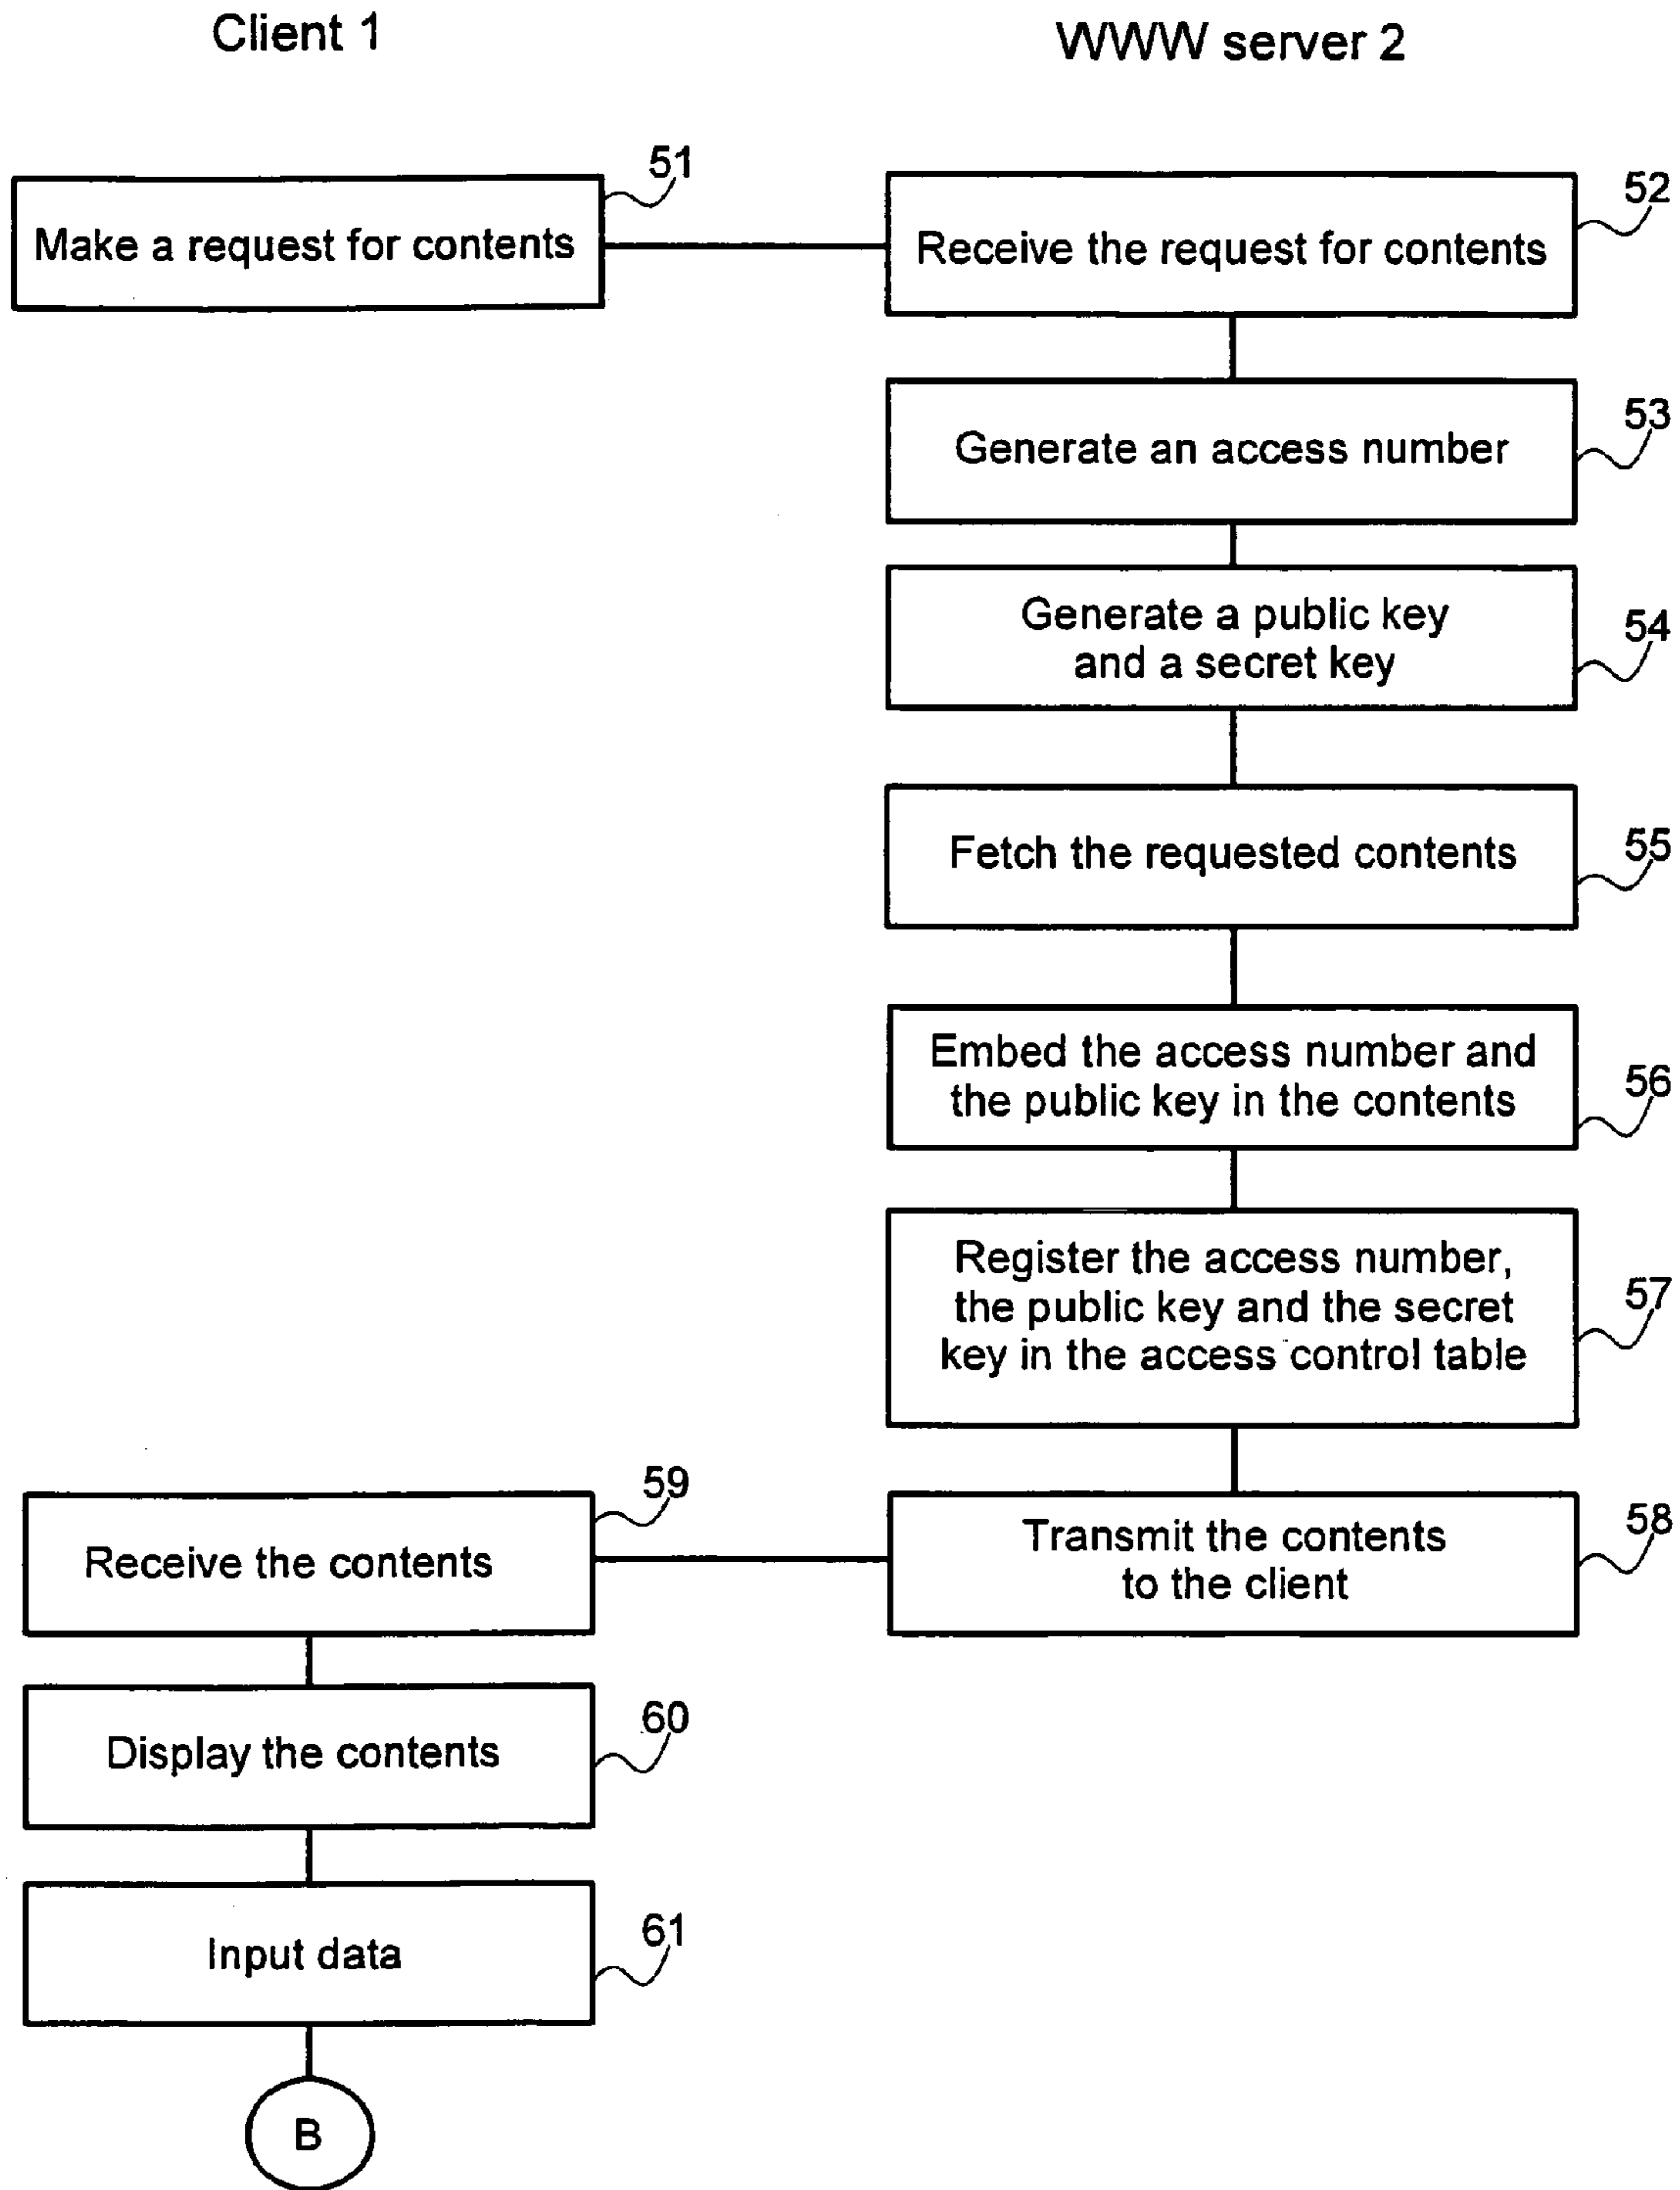 Client 1
WWW server 2
51
Make a request for contents
52
Receive the request for contents
53
Generate an access number
54
Generate a public key
and a secret key
55
Fetch the requested contents
56
Embed the access number and
the public key in the contents
57
Register the access number,
the public key and the secret
key in the access control table
58
Transmit the contents
to the client
59
Receive the contents
60
Display the contents
61
Input data
B